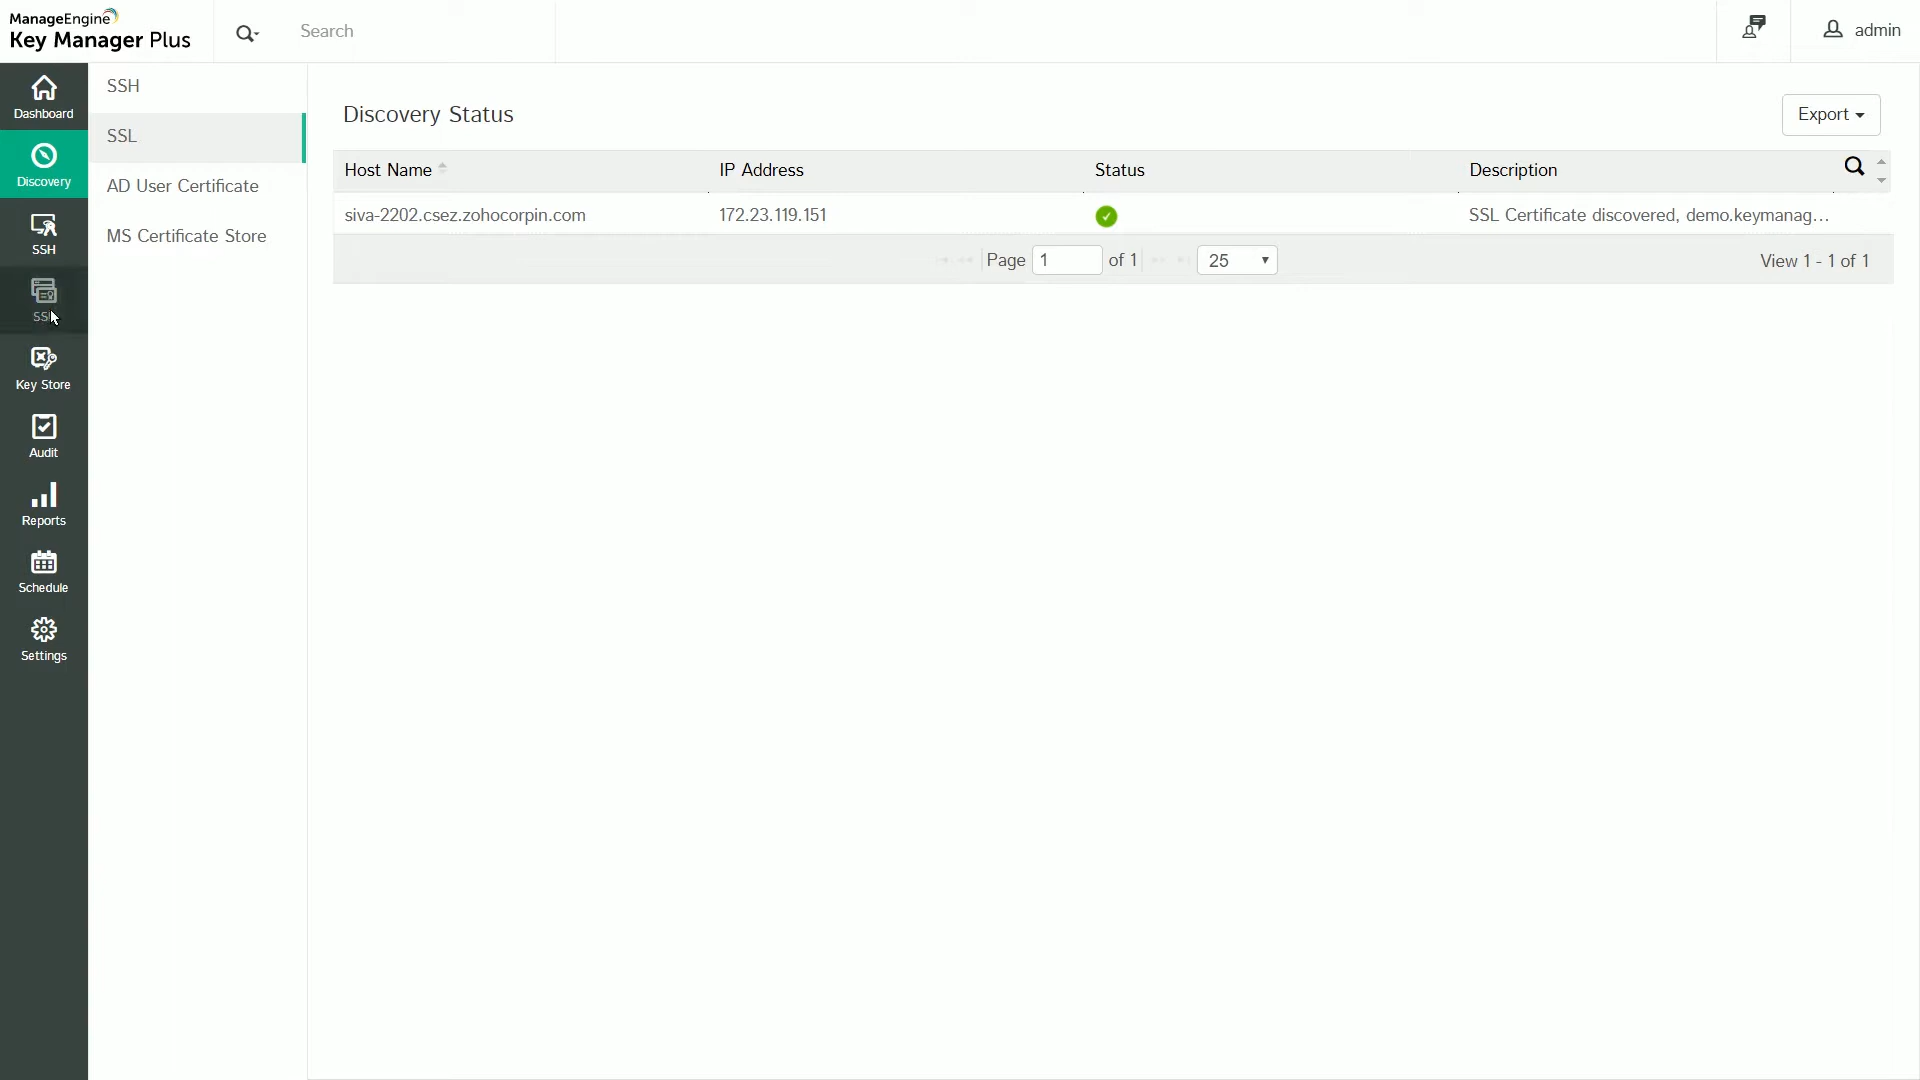 ManageEngine
Key Manager Plus
Search
admin
Dashboard
Discovery
SSH
Key Store
Audit
Reports
Schedule
Settings
SSH
SSL
AD User Certificate
MS Certificate Store
Discovery Status
Export
Host Name IP Address Status Description
siva-2202.csez.zohocorpin.com 172.23.119.151 SSL Certificate discovered, demo.keymanag...
Page 1 of 1 25 View 1 - 1 of 1